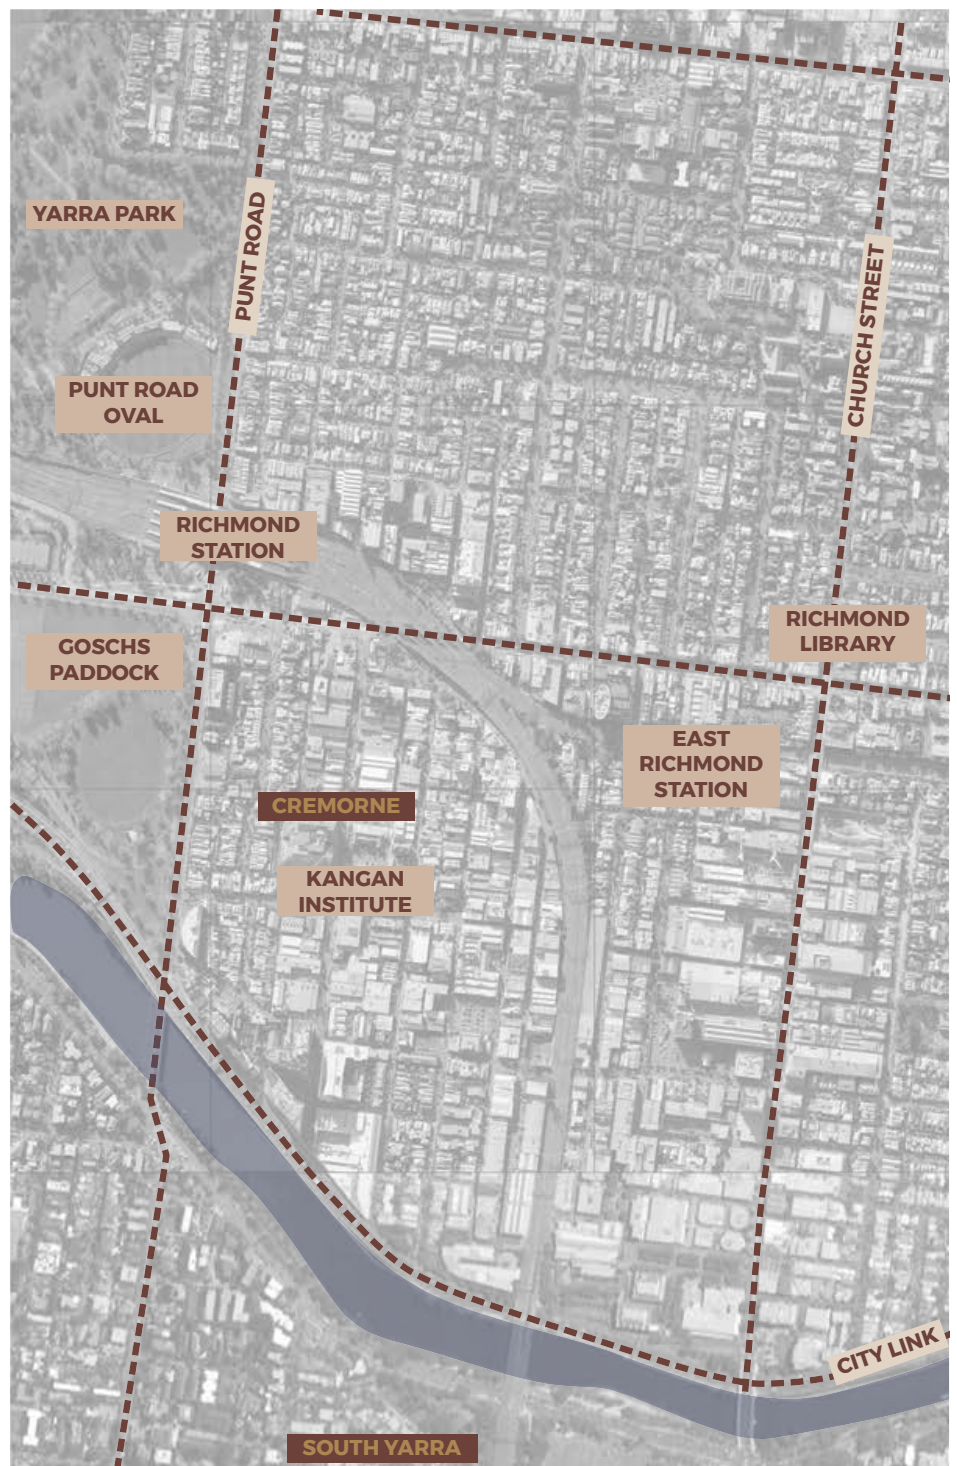 YARRA PARK
PUNT ROAD
CHURCH STREET
PUNT ROAD
OVAL
RICHMOND
STATION
RICHMOND
LIBRARY
GOSCHS
PADDOCK
EAST
RICHMOND
STATION
CREMORNE
KANGAN
INSTITUTE
CITY LINK
SOUTH YARRA